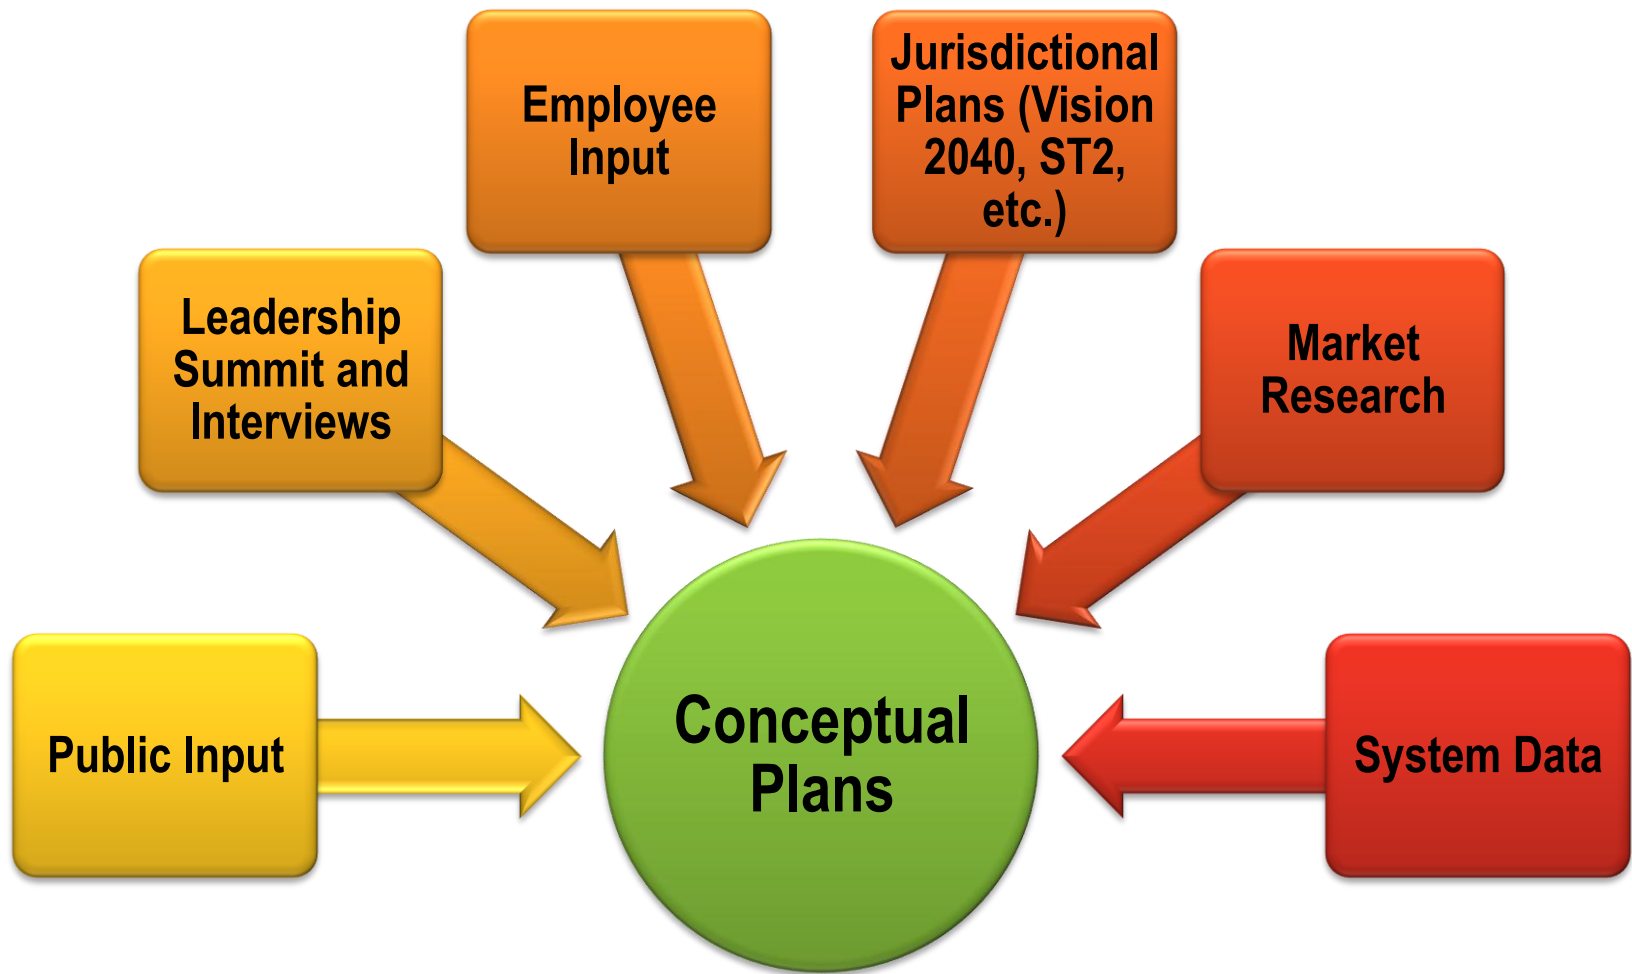 Employee
Input
Jurisdictional
Plans (Vision
2040, ST2,
etc.)
Leadership
Summit and
Interviews
Market
Research
Public Input
Conceptual
Plans
System Data